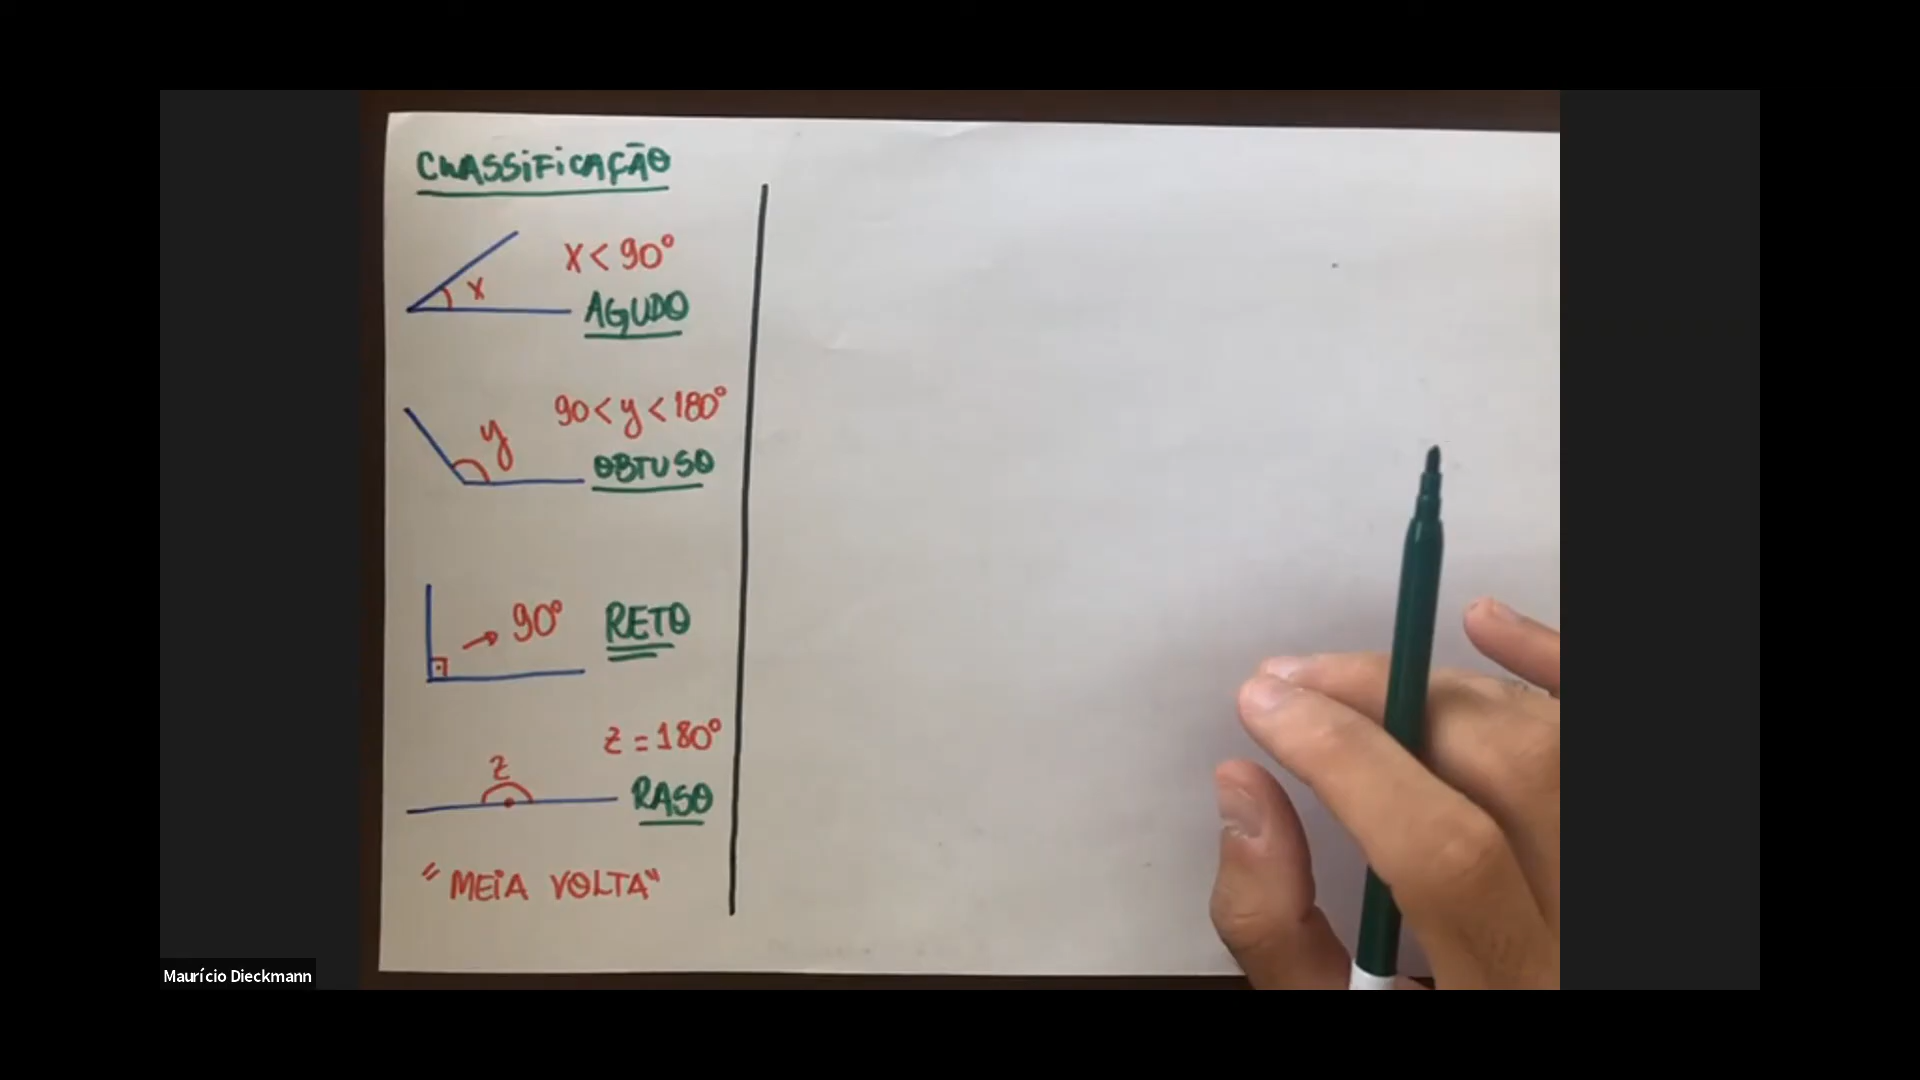 CLASSIFICAÇÃO
x < 90°
x
AGUDO
90 < y < 180°
y
OBTUSO
→ 90° RETO
z = 180°
z
RASO
"MEIA VOLTA"
Maurício Dieckmann